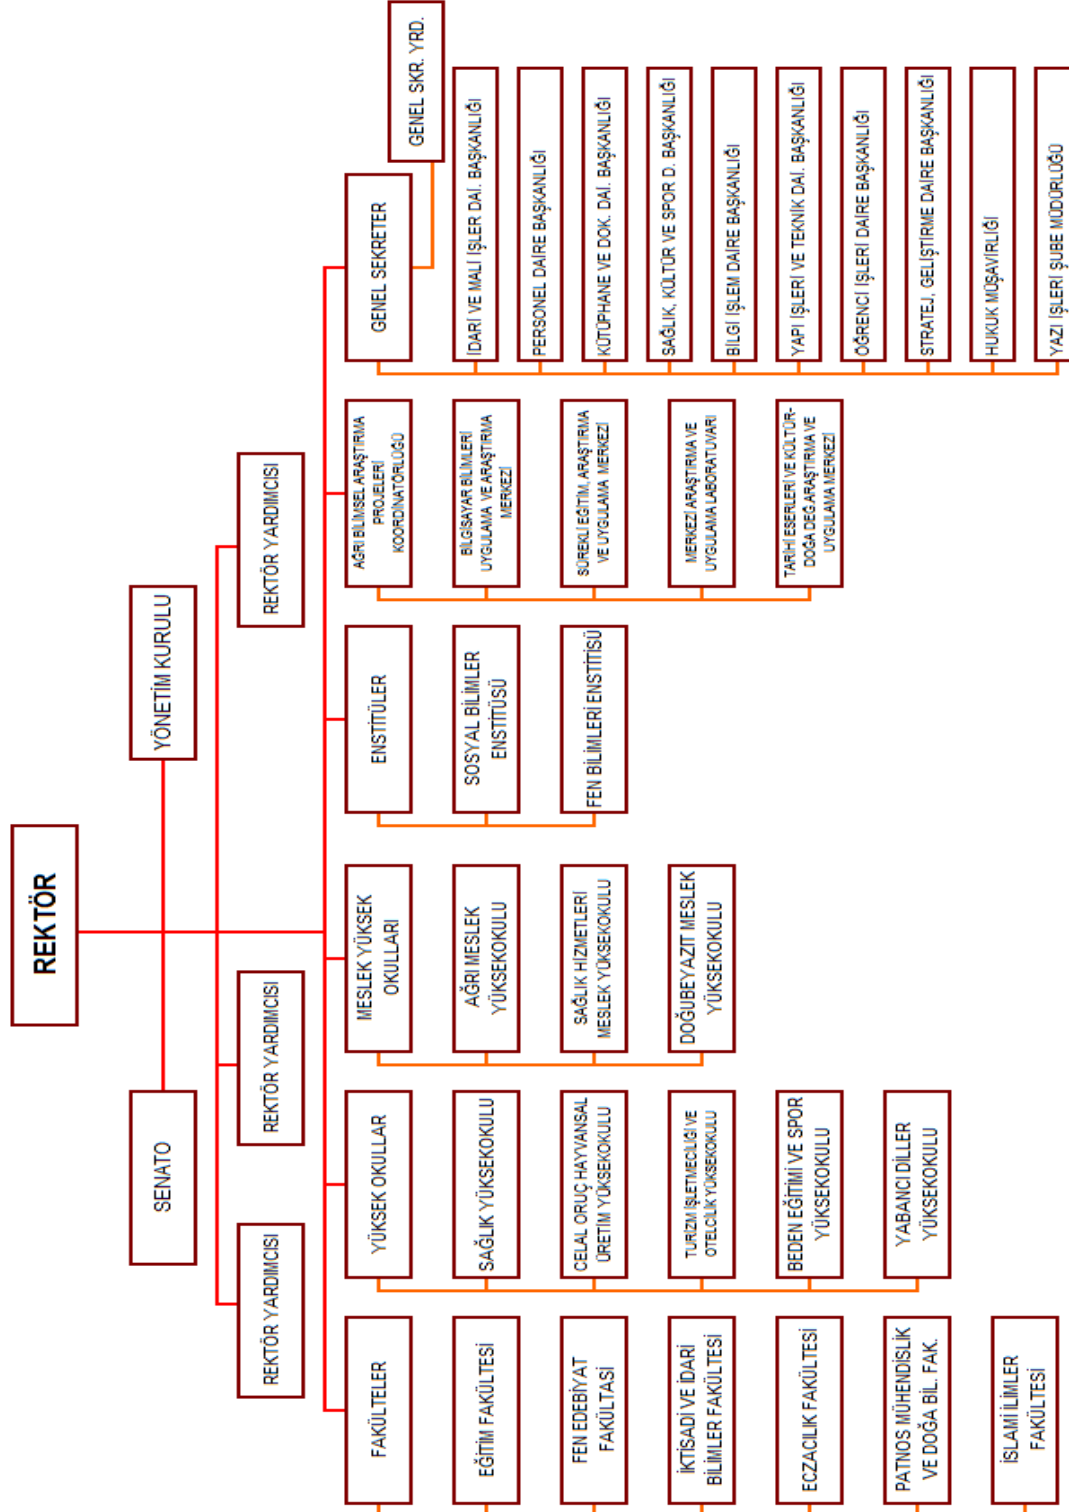 REKTÖR
SENATO
YÖNETİM KURULU
REKTÖR YARDIMCISI
REKTÖR YARDIMCISI
REKTÖR YARDIMCISI
FAKÜLTELER
EĞİTİM FAKÜLTESİ
FEN EDEBİYAT
FAKÜLTASİ
İKTİSADİ VE İDARİ
BİLİMLER FAKÜLTESİ
ECZACILIK FAKÜLTESİ
PATNOS MÜHENDİSLİK
VE DOĞA BİL. FAK.
İSLAMİ İLİMLER
FAKÜLTESİ
YÜKSEK OKULLAR
SAĞLIK YÜKSEKOKULU
CELAL ORUÇ HAYVANSAL
ÜRETİM YÜKSEKOKULU
TURİZM İŞLETMECİLİĞİ VE
OTELCİLİK YÜKSEKOKULU
BEDEN EĞİTİMİ VE SPOR
YÜKSEKOKULU
YABANCI DİLLER
YÜKSEKOKULU
MESLEK YÜKSEK
OKULLARI
AĞRI MESLEK
YÜKSEKOKULU
SAĞLIK HİZMETLERİ
MESLEK YÜKSEKOKULU
DOĞUBEYAZIT MESLEK
YÜKSEKOKULU
ENSTİTÜLER
SOSYAL BİLİMLER
ENSTİTÜSÜ
FEN BİLİMLERİ ENSTİTİSÜ
AĞRI BİLİMSEL ARAŞTIRMA
PROJELERİ
KOORDİNATÖRLÜĞÜ
BİLGİSAYAR BİLİMLERİ
UYGULAMA VE ARAŞTIRMA
MERKEZİ
SÜREKLİ EĞİTİM, ARAŞTIRMA
VE UYGULAMA MERKEZİ
MERKEZİ ARAŞTIRMA VE
UYGULAMA LABORATUVARI
TARİHİ ESERLERİ VE KÜLTÜR-
DOĞA DEĞ.ARAŞTIRMA VE
UYGULAMA MERKEZİ
GENEL SEKRETER
GENEL SKR. YRD.
İDARİ VE MALİ İŞLER DAİ. BAŞKANLIĞI
PERSONEL DAİRE BAŞKANLIĞI
KÜTÜPHANE VE DOK. DAİ. BAŞKANLIĞI
SAĞLIK, KÜLTÜR VE SPOR D. BAŞKANLIĞI
BİLGİ İŞLEM DAİRE BAŞKANLIĞI
YAPI İŞLERİ VE TEKNİK DAİ. BAŞKANLIĞI
ÖĞRENCİ İŞLERİ DAİRE BAŞKANLIĞI
STRATEJ, GELİŞTİRME DAİRE BAŞKANLIĞI
HUKUK MÜŞAVİRLİĞİ
YAZI İŞLERİ ŞUBE MÜDÜRLÜĞÜ